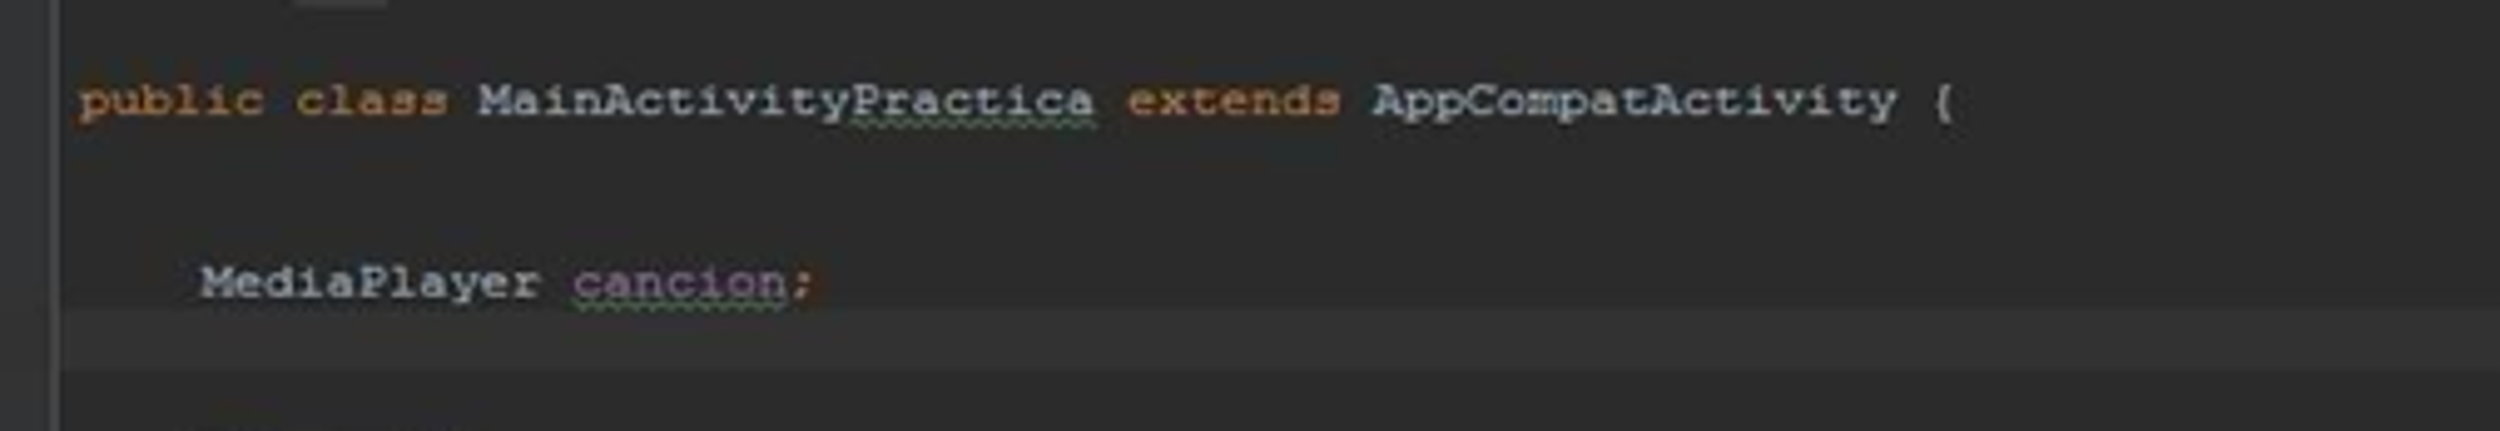 public class MainActivityPractica extends AppCompatActivity {
MediaPlayer cancion;